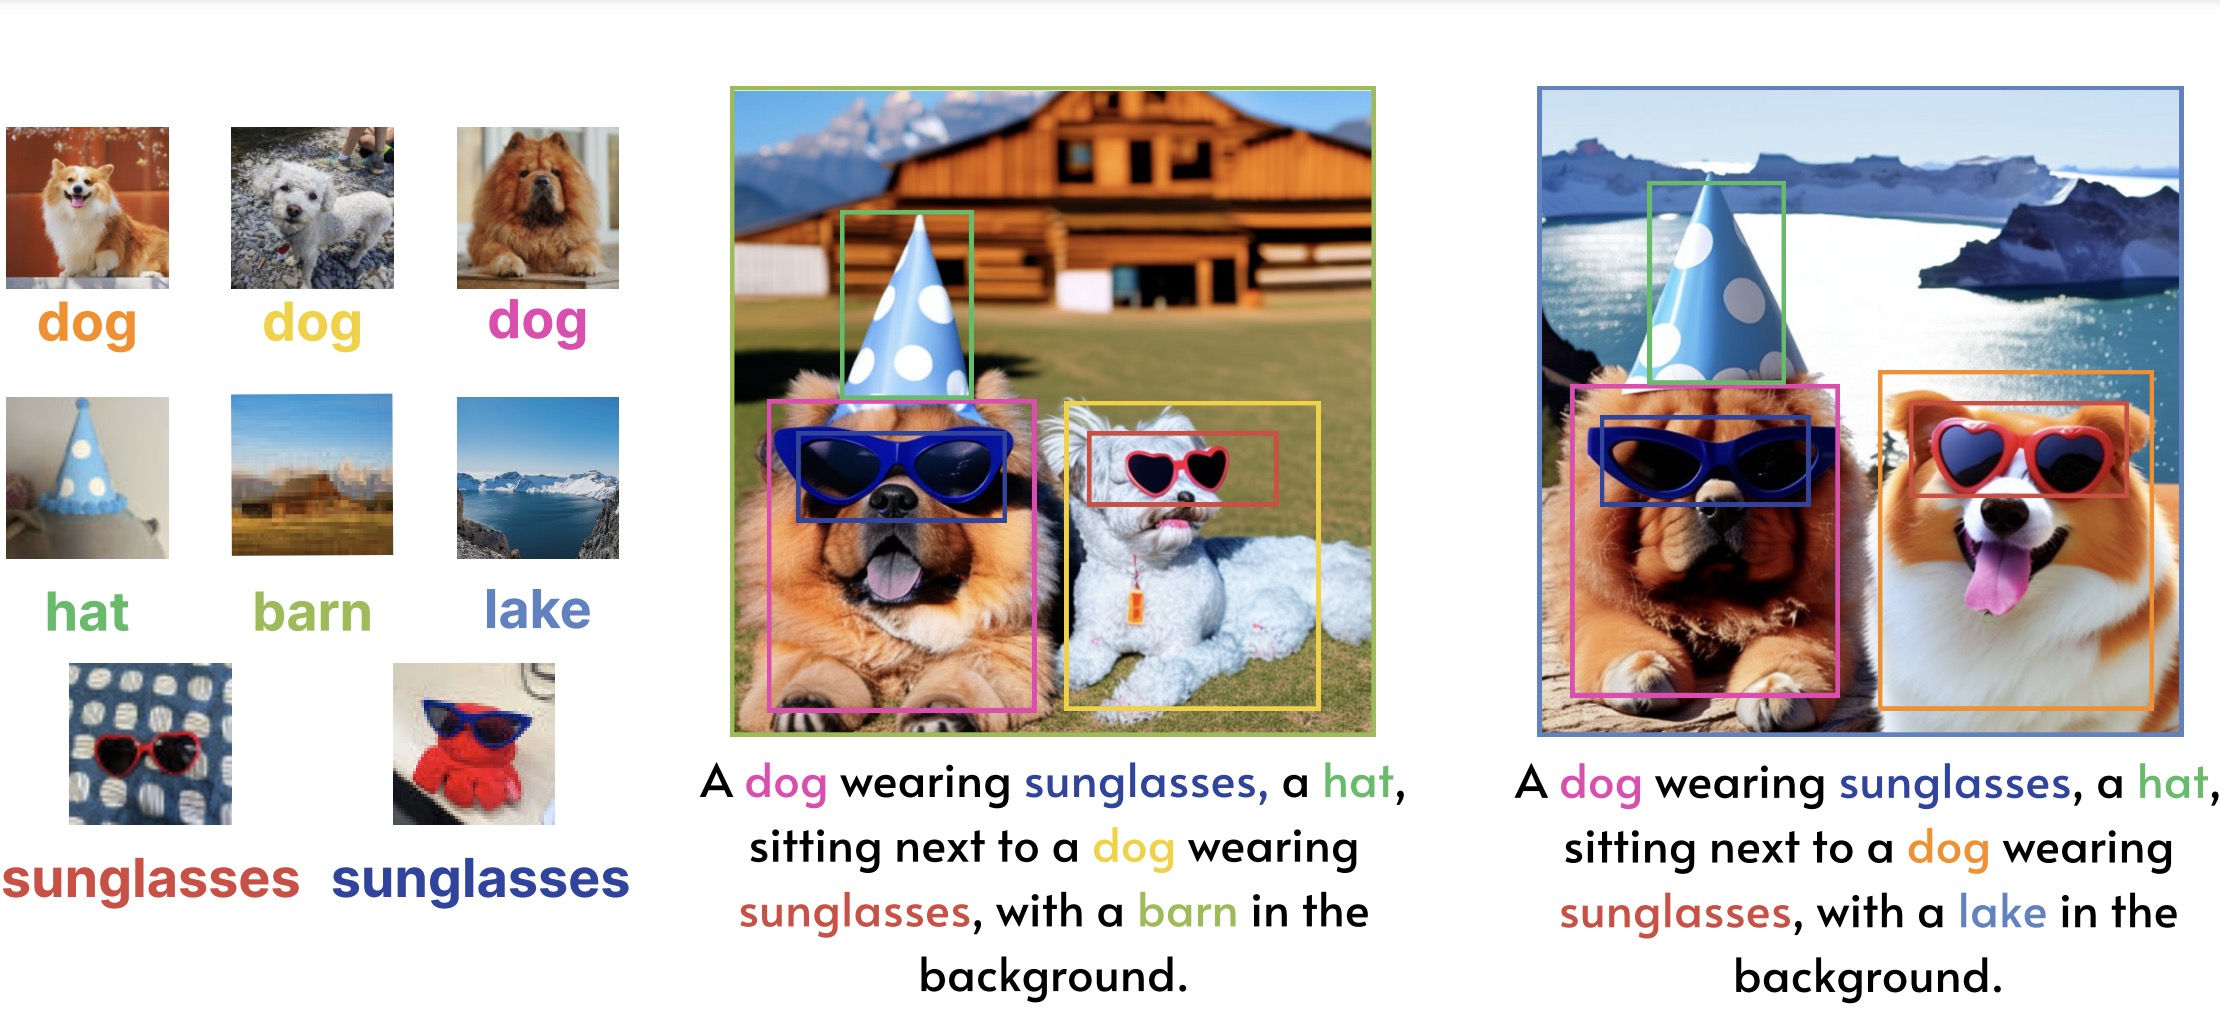 dog
dog
dog
hat
barn
lake
sunglasses
sunglasses
A dog wearing sunglasses, a hat,
sitting next to a dog wearing
sunglasses, with a barn in the
background.
A dog wearing sunglasses, a hat,
sitting next to a dog wearing
sunglasses, with a lake in the
background.